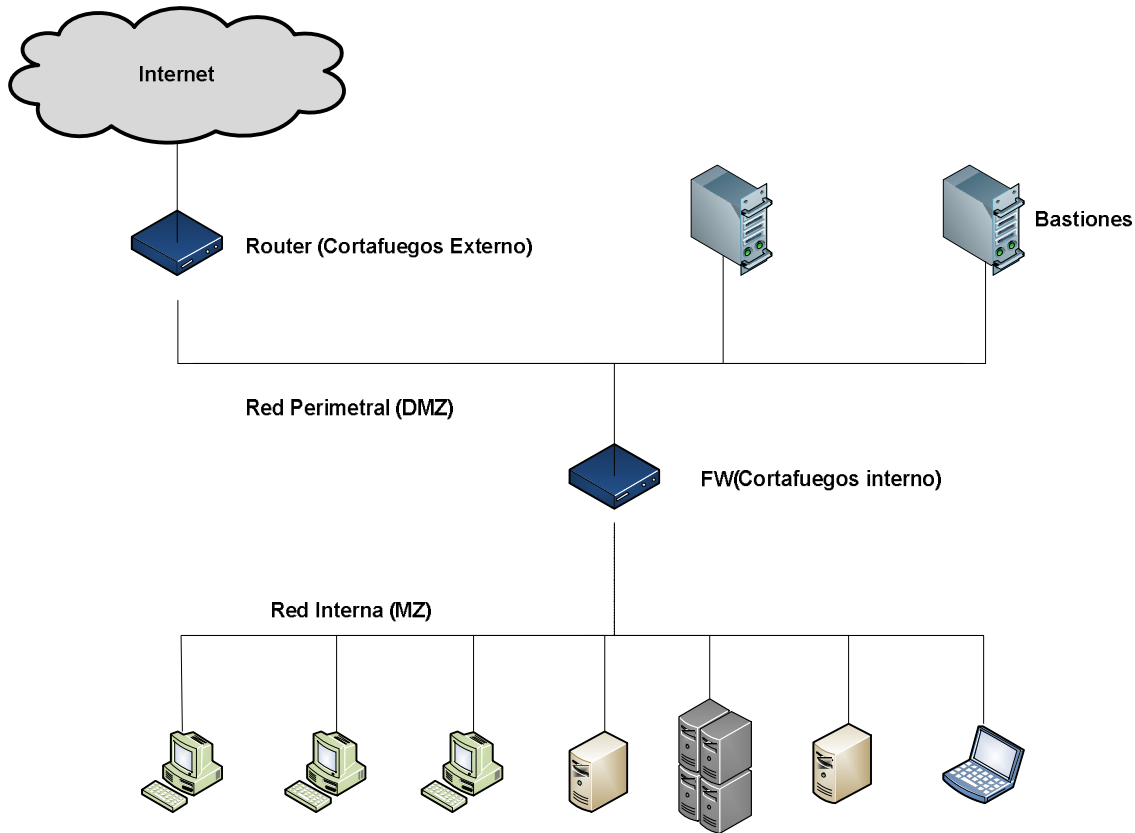 Internet
Router (Cortafuegos Externo)
Bastiones
Red Perimetral (DMZ)
FW(Cortafuegos interno)
Red Interna (MZ)